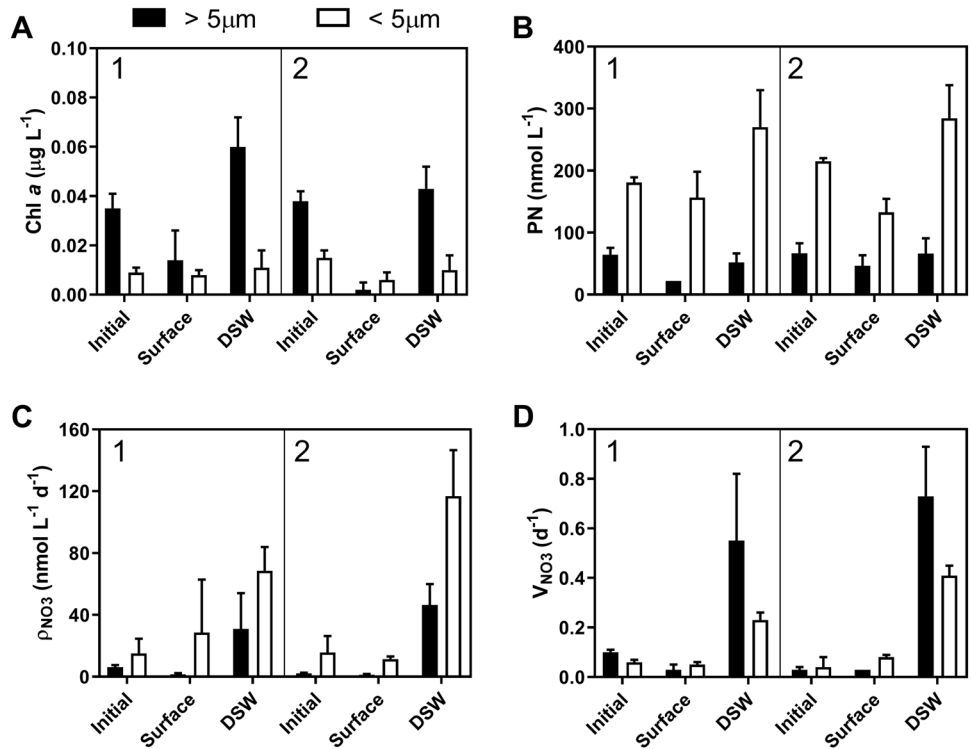 > 5μm < 5μm
A
Chl a (μg L-1)
0.10
0.08
0.06
0.04
0.02
0.00
1 2
Initial Surface DSW Initial Surface DSW
B
PN (nmol L-1)
400
300
200
100
0
1 2
Initial Surface DSW Initial Surface DSW
C
ρNO3 (nmol L-1 d-1)
160
120
80
40
0
1 2
Initial Surface DSW Initial Surface DSW
D
VNO3 (d-1)
1.0
0.8
0.6
0.4
0.2
0.0
1 2
Initial Surface DSW Initial Surface DSW